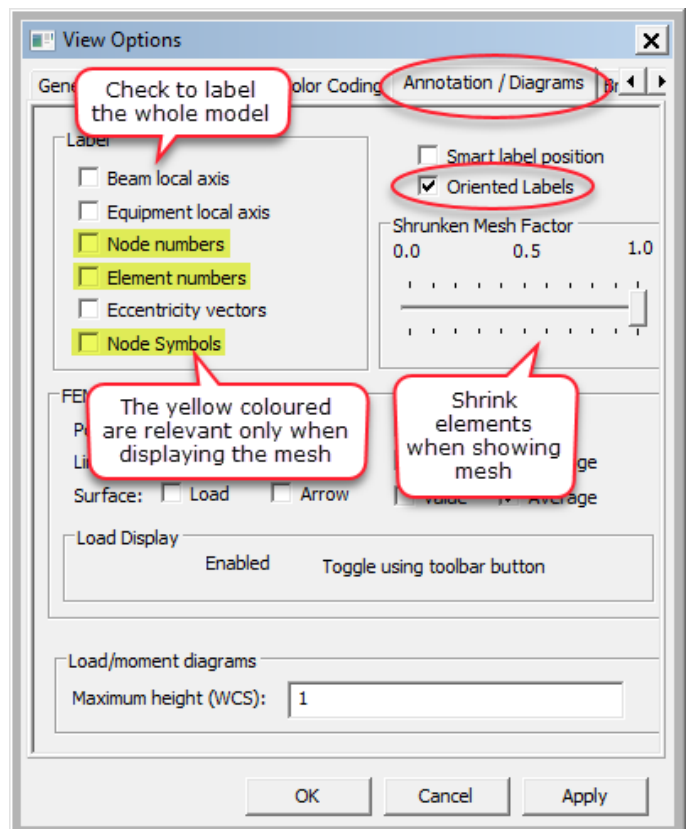 View Options
Check to label
the whole model
Color Coding
Annotation / Diagrams
Label
Beam local axis
Equipment local axis
Node numbers
Element numbers
Eccentricity vectors
Node Symbols
Smart label position
Oriented Labels
Shrunken Mesh Factor
0.0 0.5 1.0
The yellow coloured
are relevant only when
displaying the mesh
Shrink
elements
when showing
mesh
Surface: Load Arrow Value Average
Load Display
Enabled Toggle using toolbar button
Load/moment diagrams
Maximum height (WCS): 1
OK Cancel Apply